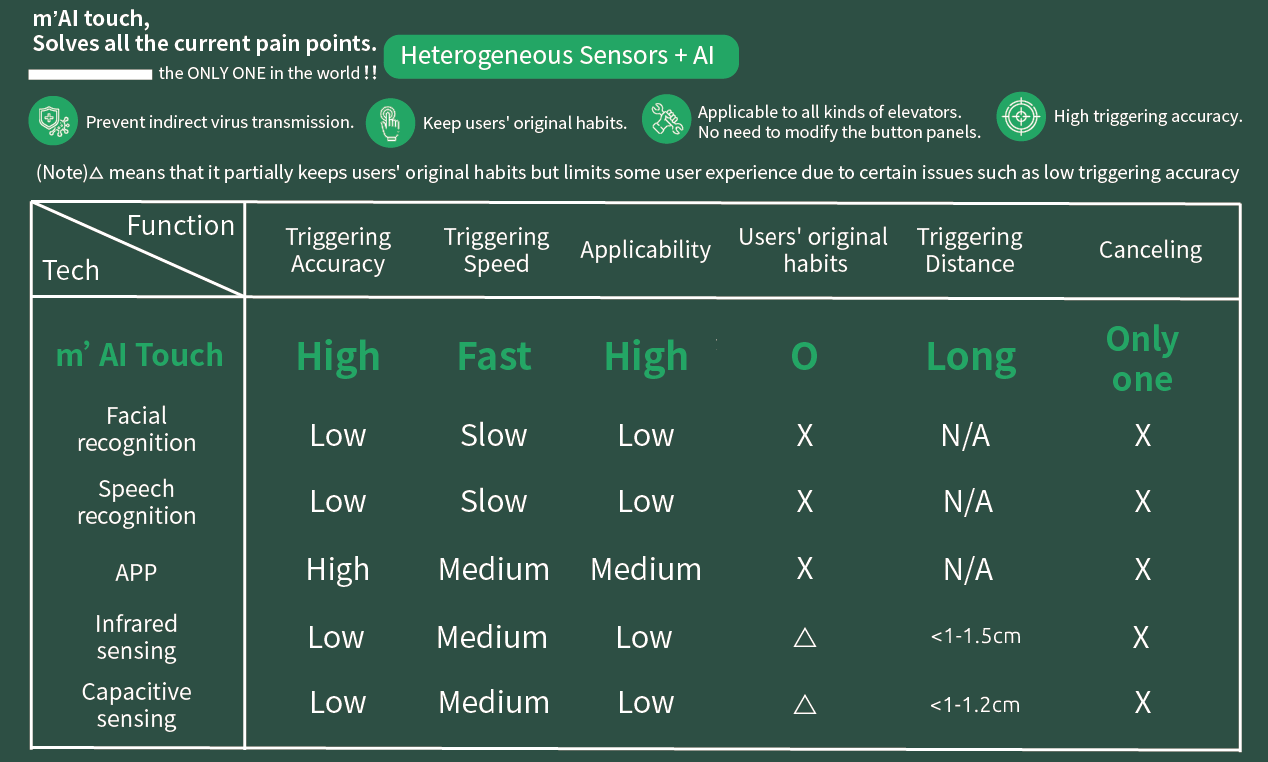 m’AI touch,
Solves all the current pain points.
the ONLY ONE in the world !!
Heterogeneous Sensors + AI
Prevent indirect virus transmission.
Keep users' original habits.
Applicable to all kinds of elevators.
No need to modify the button panels.
High triggering accuracy.
(Note)△ means that it partially keeps users' original habits but limits some user experience due to certain issues such as low triggering accuracy
Function
Tech
Triggering
Accuracy
Triggering
Speed
Applicability
Users' original
habits
Triggering
Distance
Canceling
m’ AI Touch
High
Fast
High
O
Long
Only
one
Facial
recognition
Low
Slow
Low
X
N/A
X
Speech
recognition
Low
Slow
Low
X
N/A
X
APP
High
Medium
Medium
X
N/A
X
Infrared
sensing
Low
Medium
Low
△
<1-1.5cm
X
Capacitive
sensing
Low
Medium
Low
△
<1-1.2cm
X